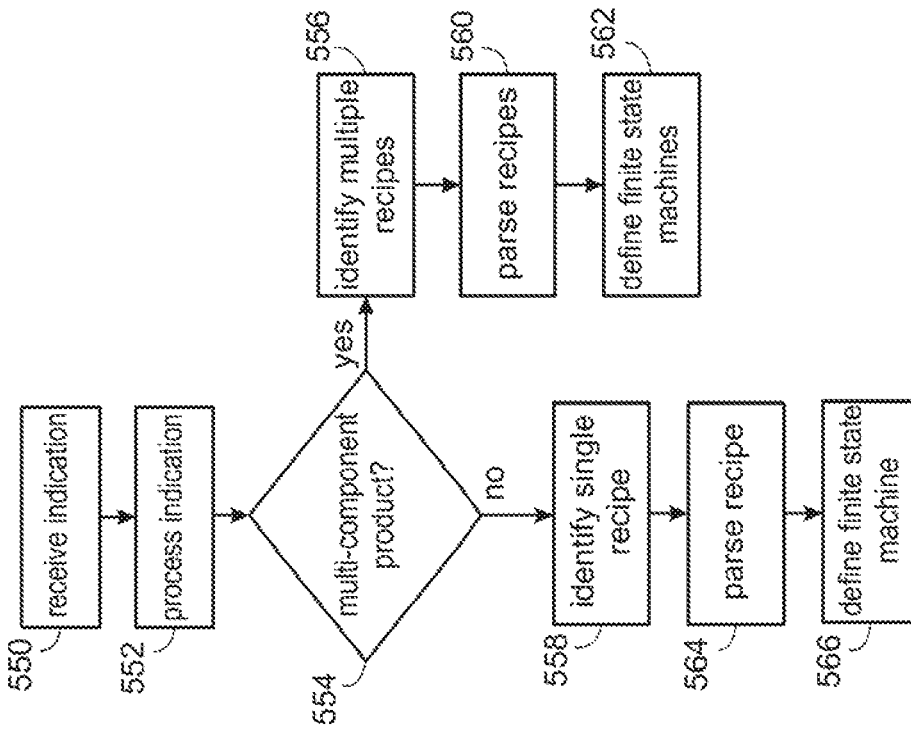 550
receive indication
552
process indication
554
multi-component
product?
yes
no
556
identify multiple
recipes
560
parse recipes
562
define finite state
machines
558
identify single
recipe
564
parse recipe
566
define finite state
machine